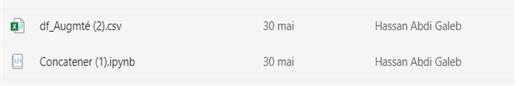 df_Augmté (2).csv 30 mai Hassan Abdi Galeb
Concatener (1).ipynb 30 mai Hassan Abdi Galeb